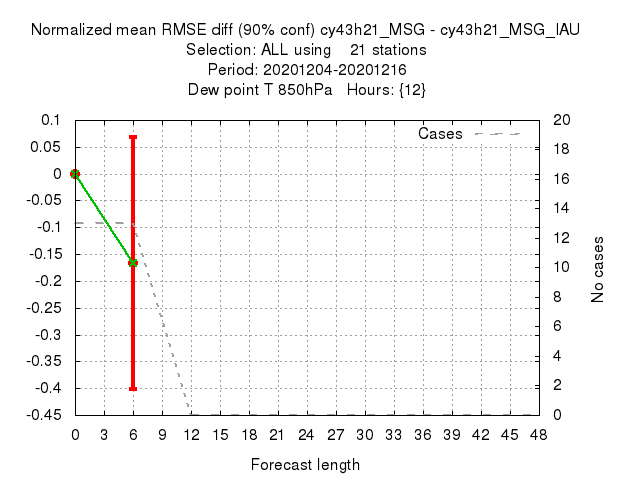 Normalized mean RMSE diff (90% conf) cy43h21_MSG - cy43h21_MSG_IAU
Selection: ALL using 21 stations
Period: 20201204-20201216
Dew point T 850hPa Hours: {12}
Cases
0.1
0.05
0
-0.05
-0.1
-0.15
-0.2
-0.25
-0.3
-0.35
-0.4
-0.45
20
18
16
14
12
10
8
6
4
2
0
No cases
0 3 6 9 12 15 18 21 24 27 30 33 36 39 42 45 48
Forecast length